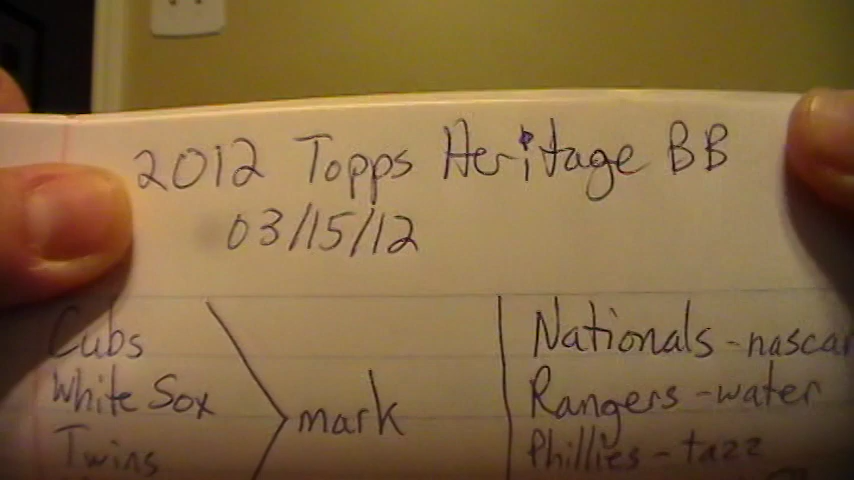 2012 Topps Heritage BB
03/15/12
Cubs
White Sox
Twins
mark
Nationals - nascar
Rangers - water
Phillies - tazz